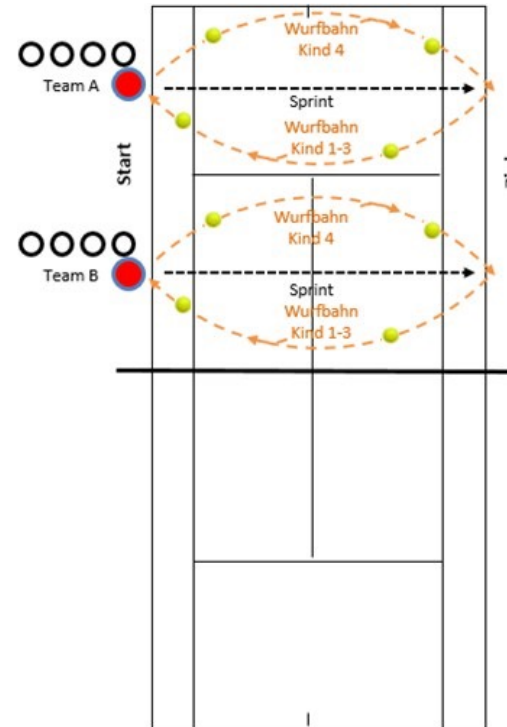 Wurfbahn
Kind 4
Team A
Sprint
Wurfbahn
Kind 1-3
Start
Wurfbahn
Kind 4
Team B
Sprint
Wurfbahn
Kind 1-3